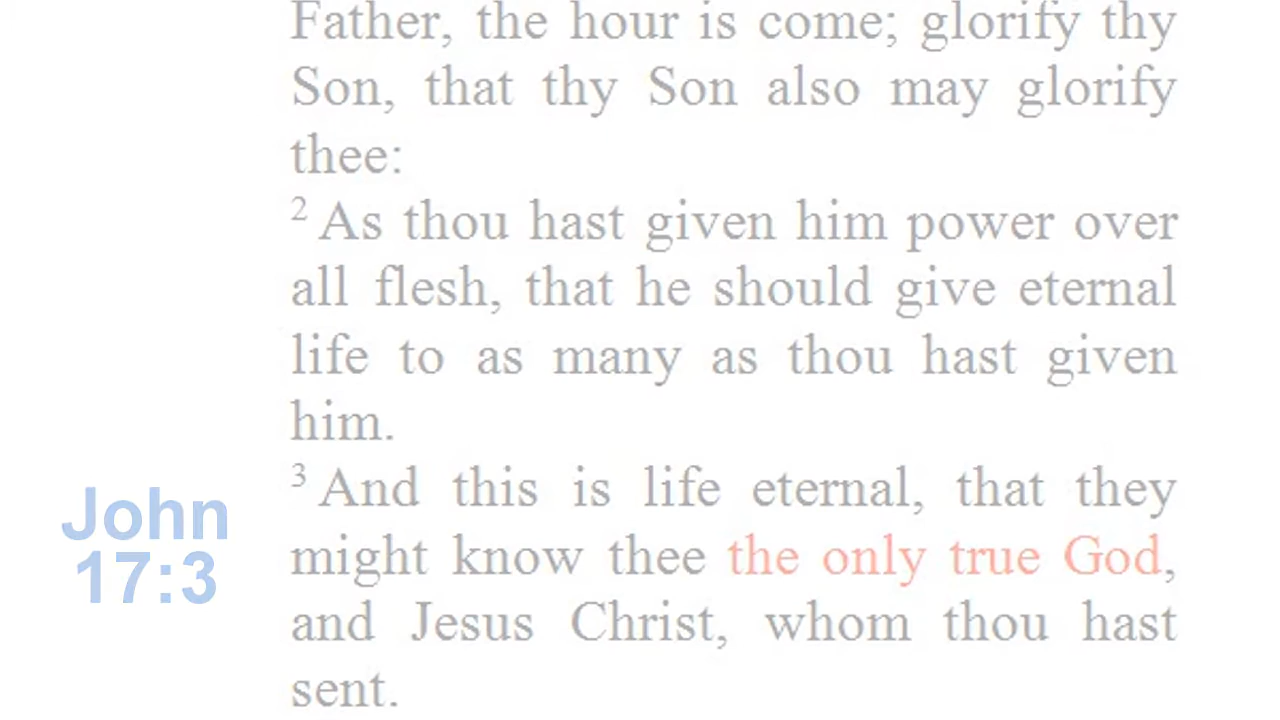 Father, the hour is come; glorify thy
Son, that thy Son also may glorify
thee:
2 As thou hast given him power over
all flesh, that he should give eternal
life to as many as thou hast given
him.
3 And this is life eternal, that they
might know thee the only true God,
and Jesus Christ, whom thou hast
sent.
John
17:3